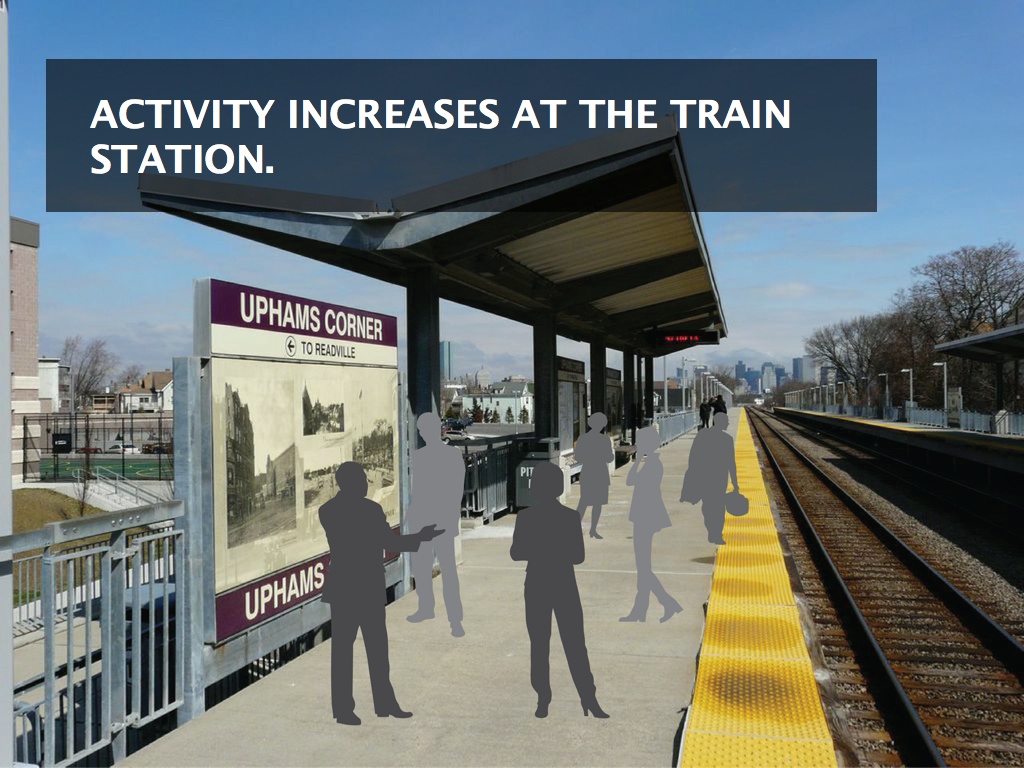 ACTIVITY INCREASES AT THE TRAIN
STATION.
UPHAMS CORNER
TO READVILLE
UPHAMS